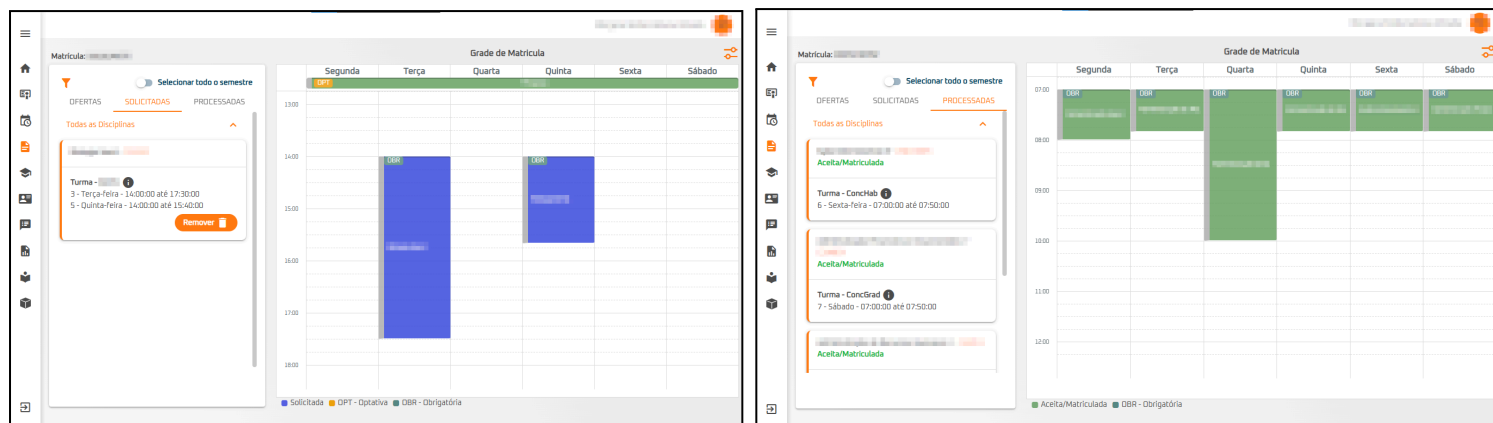 Matrícula:
Grade de Matricula
Selecionar todo o semestre
OFERTAS SOLICITADAS PROCESSADAS
Todas as Disciplinas
Turma -
3 - Terça-feira - 14:00:00 até 17:30:00
5 - Quinta-feira - 14:00:00 até 15:40:00
Remover
Segunda Terça Quarta Quinta Sexta Sábado
OPT
13:00
14:00
OBR OBR
15:00
16:00
17:00
18:00
Solicitada OPT - Optativa OBR - Obrigatória
Matrícula:
Grade de Matricula
Selecionar todo o semestre
OFERTAS SOLICITADAS PROCESSADAS
Todas as Disciplinas
Aceita/Matriculada
Turma - ConcHab
6 - Sexta-feira - 07:00:00 até 07:50:00
Aceita/Matriculada
Turma - ConcGrad
7 - Sábado - 07:00:00 até 07:50:00
Aceita/Matriculada
Segunda Terça Quarta Quinta Sexta Sábado
07:00
OBR OBR OBR OBR OBR OBR
08:00
09:00
10:00
11:00
12:00
Aceita/Matriculada OBR - Obrigatória